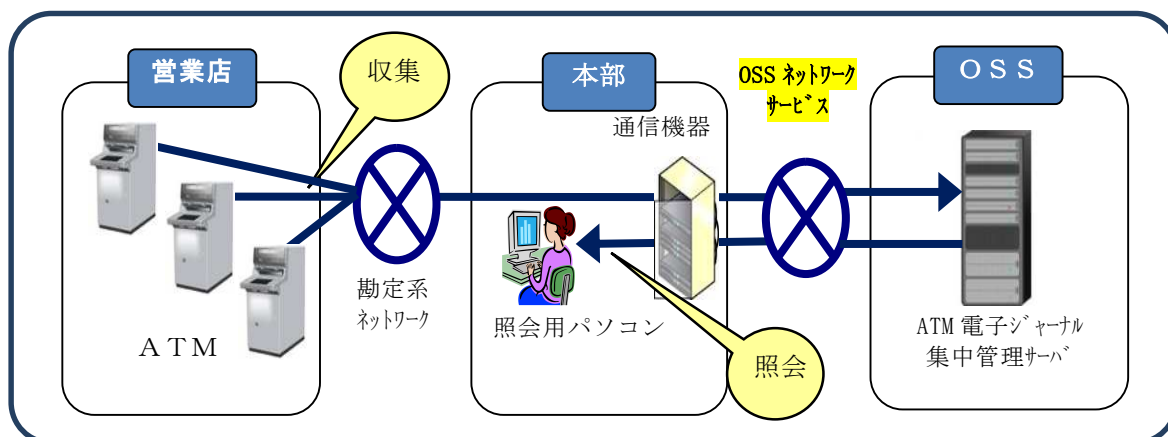 営業店
収集
ATM
勘定系
ネットワーク
本部
通信機器
照会用パソコン
照会
OSS ネットワーク
サービス
OSS
ATM 電子ジャーナル
集中管理サーバ